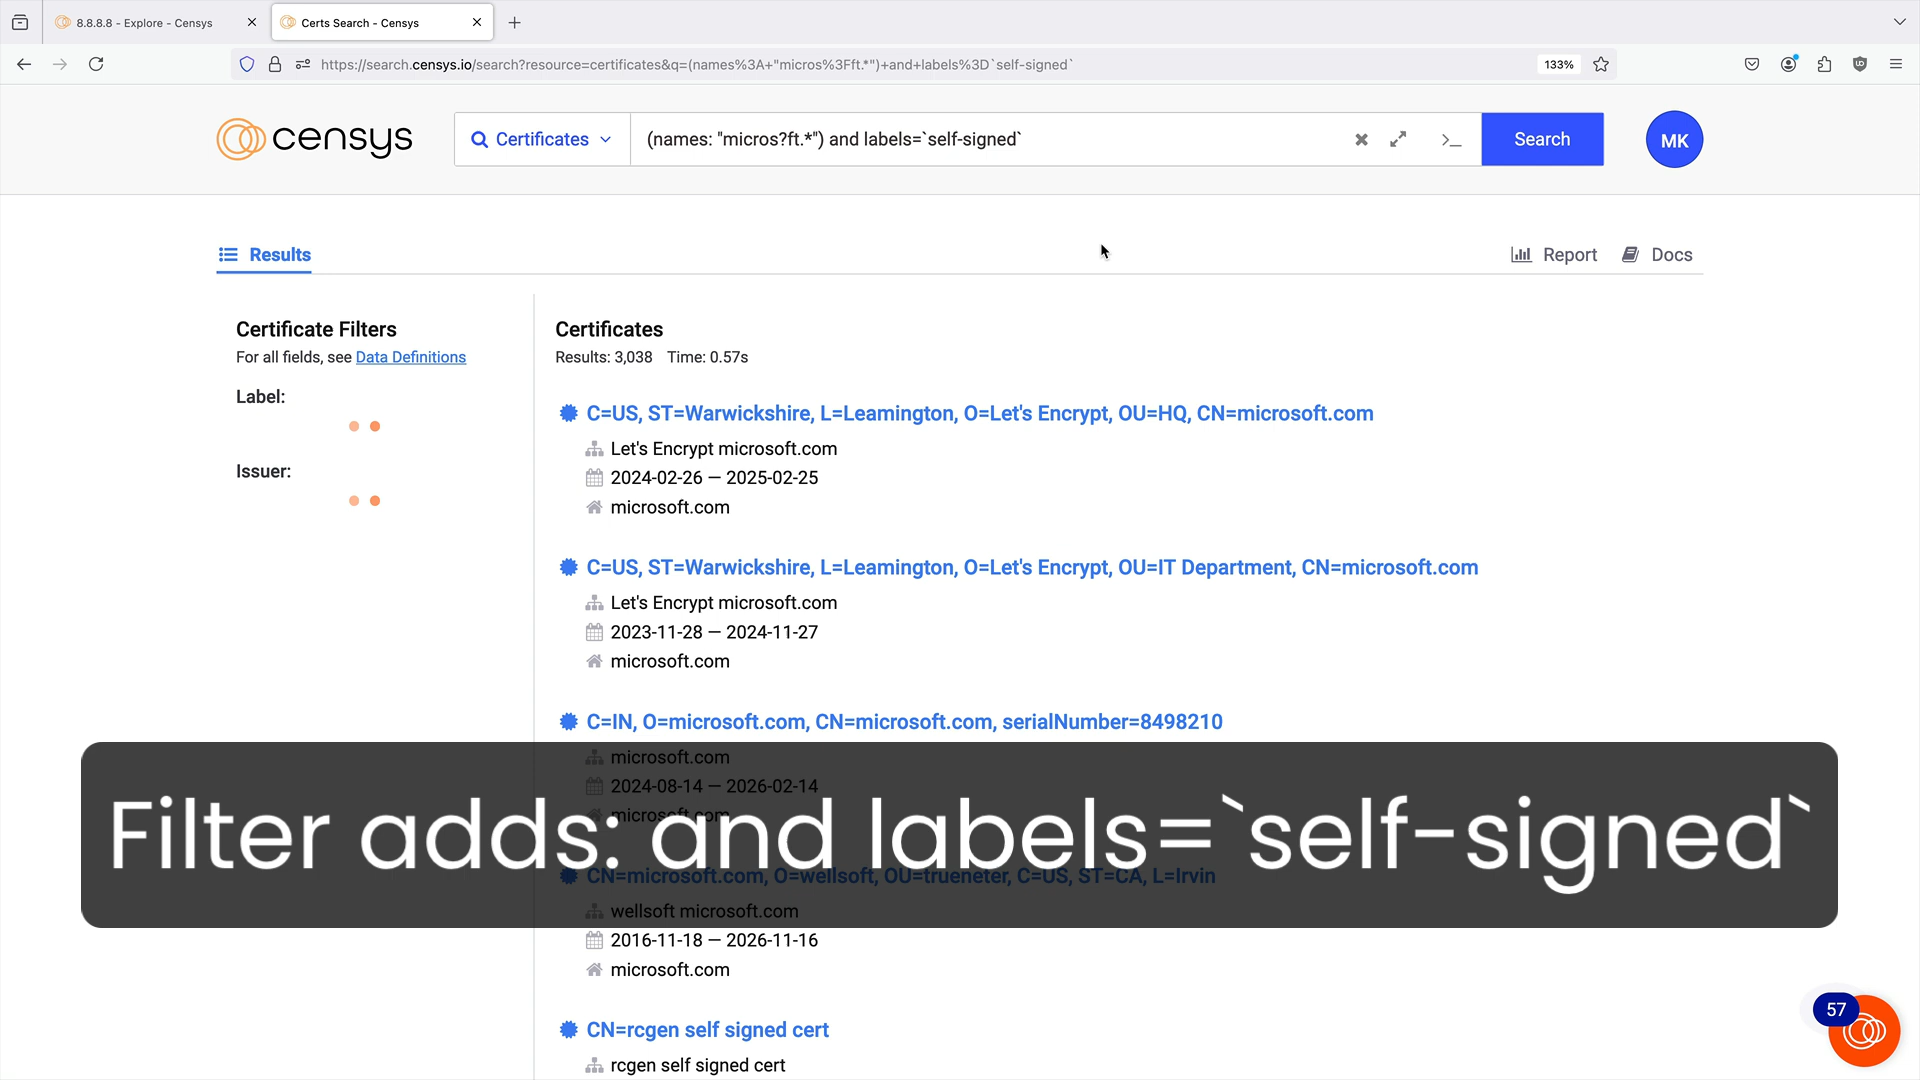 8.8.8.8 - Explore - Censys
Certs Search - Censys
https://search.censys.io/search?resource=certificates&q=(names%3A+"micros%3Fft.*")+and+labels%3D`self-signed`
133%
censys
Certificates
(names: "micros?ft.*") and labels=`self-signed`
Search
MK
Results
Report
Docs
Certificate Filters
For all fields, see Data Definitions
Label:
Issuer:
Certificates
Results: 3,038 Time: 0.57s
C=US, ST=Warwickshire, L=Leamington, O=Let's Encrypt, OU=HQ, CN=microsoft.com
Let's Encrypt microsoft.com
2024-02-26 — 2025-02-25
microsoft.com
C=US, ST=Warwickshire, L=Leamington, O=Let's Encrypt, OU=IT Department, CN=microsoft.com
Let's Encrypt microsoft.com
2023-11-28 — 2024-11-27
microsoft.com
C=IN, O=microsoft.com, CN=microsoft.com, serialNumber=8498210
microsoft.com
2024-08-14 — 2026-02-14
microsoft.com
Filter adds: and labels=`self-signed`
CN=microsoft.com, O=wellsoft, OU=trueneter, C=US, ST=CA, L=Irvin
wellsoft microsoft.com
2016-11-18 — 2026-11-16
microsoft.com
CN=rcgen self signed cert
rcgen self signed cert
57